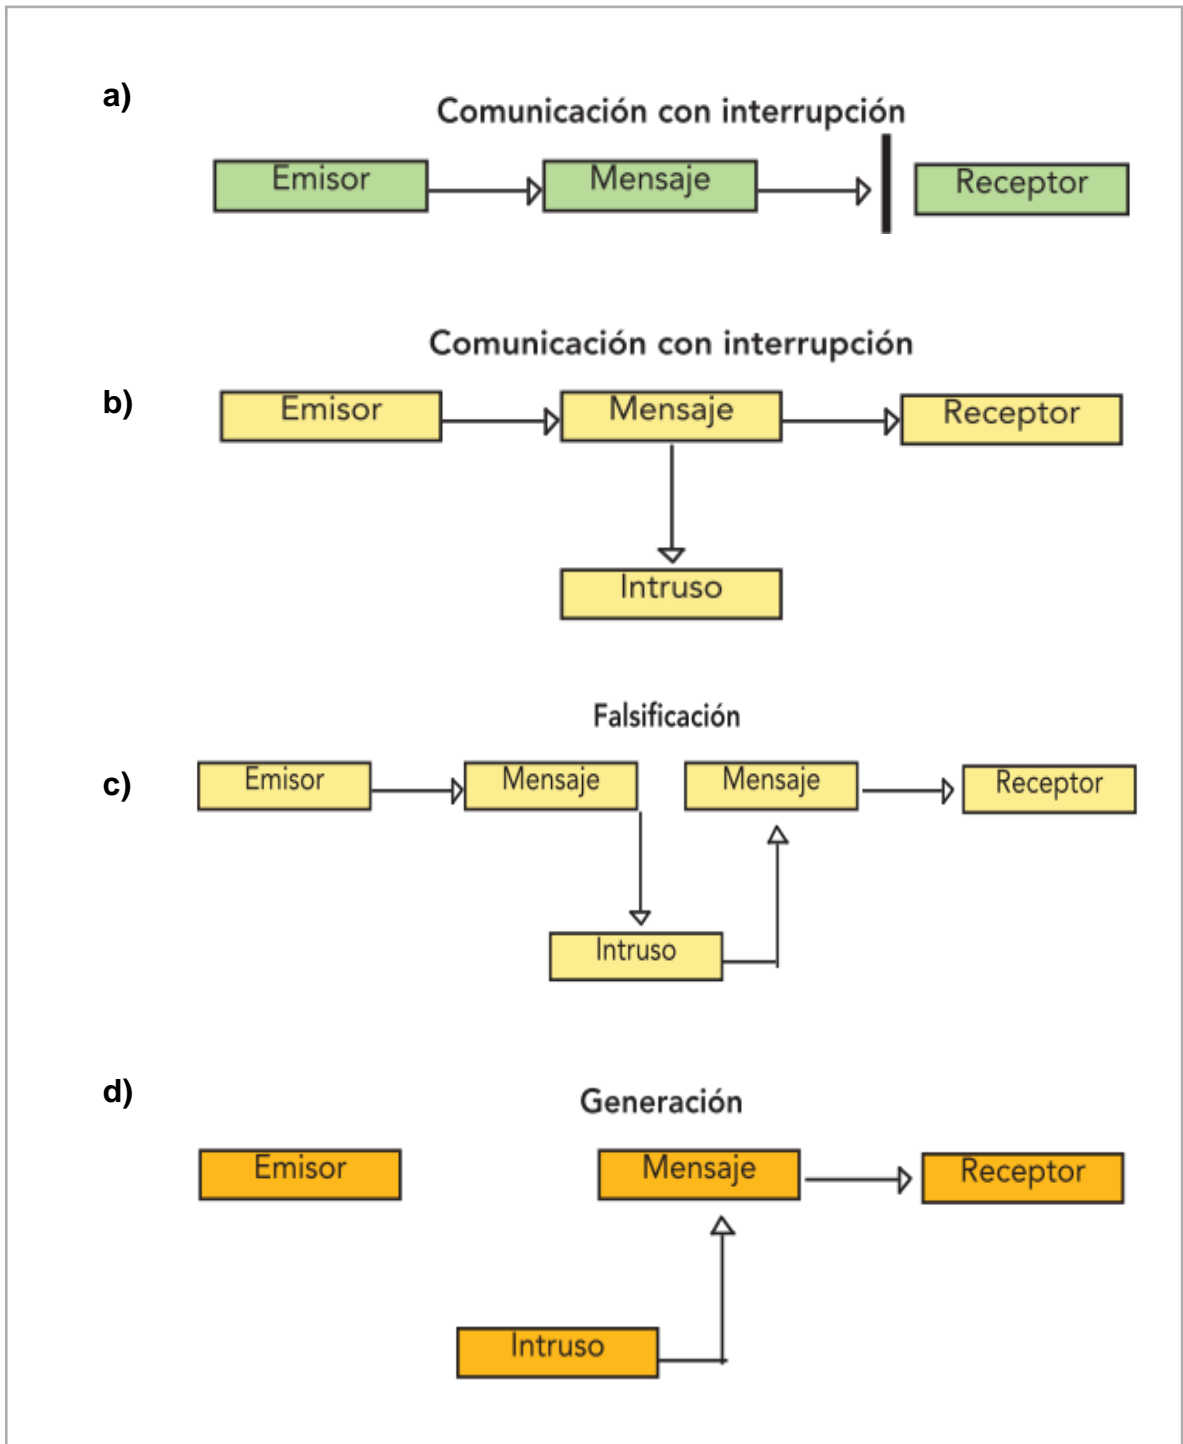 a)
Comunicación con interrupción
Emisor
Mensaje
Receptor
Comunicación con interrupción
b)
Emisor
Mensaje
Receptor
Intruso
Falsificación
c)
Emisor
Mensaje
Mensaje
Receptor
Intruso
d)
Generación
Emisor
Mensaje
Receptor
Intruso